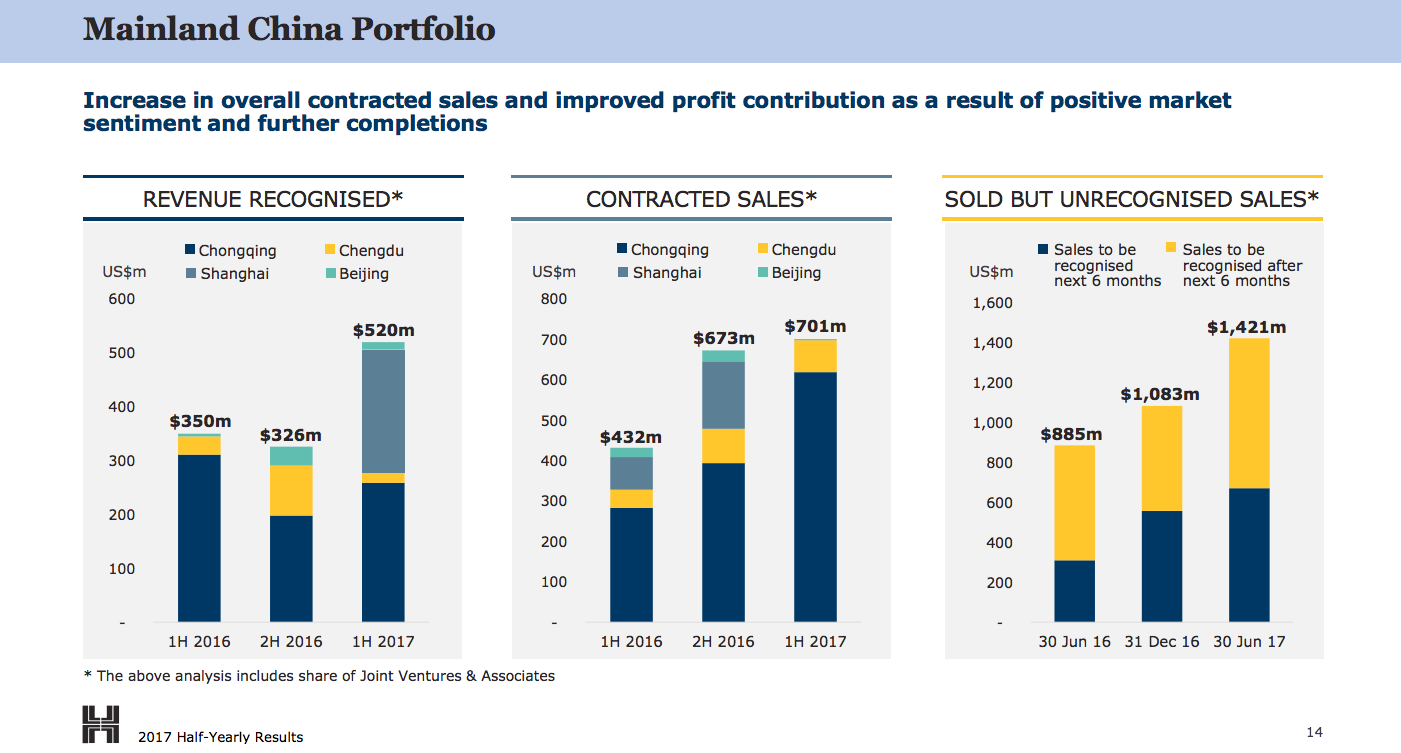 Mainland China Portfolio
Increase in overall contracted sales and improved profit contribution as a result of positive market
sentiment and further completions
REVENUE RECOGNISED*
Chongqing
Chengdu
Shanghai
Beijing
US$m
600
500
400
300
200
100
-
$350m
$326m
$520m
1H 2016
2H 2016
1H 2017
CONTRACTED SALES*
Chongqing
Chengdu
Shanghai
Beijing
US$m
800
700
600
500
400
300
200
100
-
$432m
$673m
$701m
1H 2016
2H 2016
1H 2017
SOLD BUT UNRECOGNISED SALES*
Sales to be
recognised
next 6 months
Sales to be
recognised after
next 6 months
US$m
1,600
1,400
1,200
1,000
800
600
400
200
-
$885m
$1,083m
$1,421m
30 Jun 16
31 Dec 16
30 Jun 17
* The above analysis includes share of Joint Ventures & Associates
2017 Half-Yearly Results
14